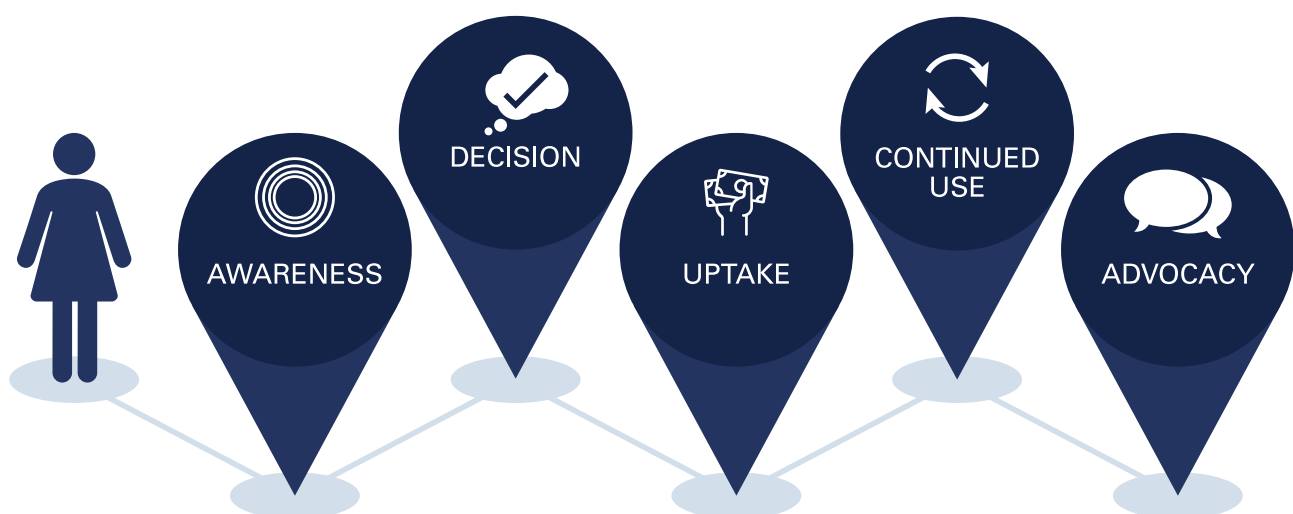 AWARENESS
DECISION
UPTAKE
CONTINUED
USE
ADVOCACY